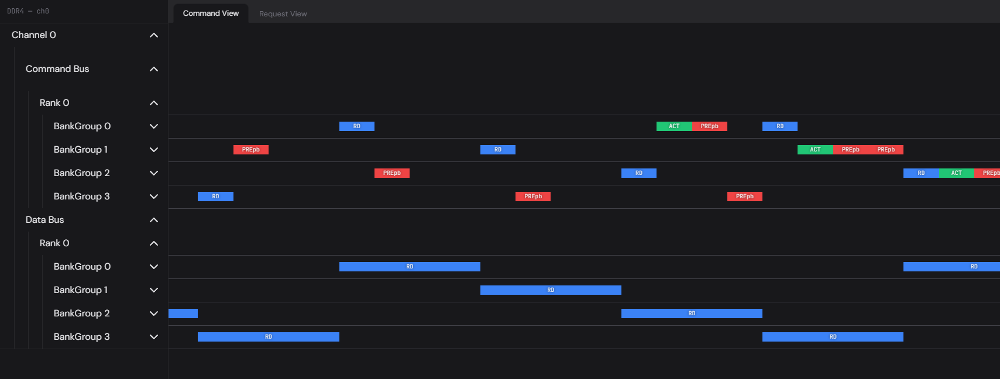 DDR4 — ch0
Command View Request View
Channel 0
Command Bus
Rank 0
BankGroup 0 RD ACT PREpb RD
BankGroup 1 PREpb RD ACT PREpb PREpb
BankGroup 2 PREpb RD RD ACT PREpb
BankGroup 3 RD PREpb PREpb
Data Bus
Rank 0
BankGroup 0 RD RD
BankGroup 1 RD
BankGroup 2 RD
BankGroup 3 RD RD